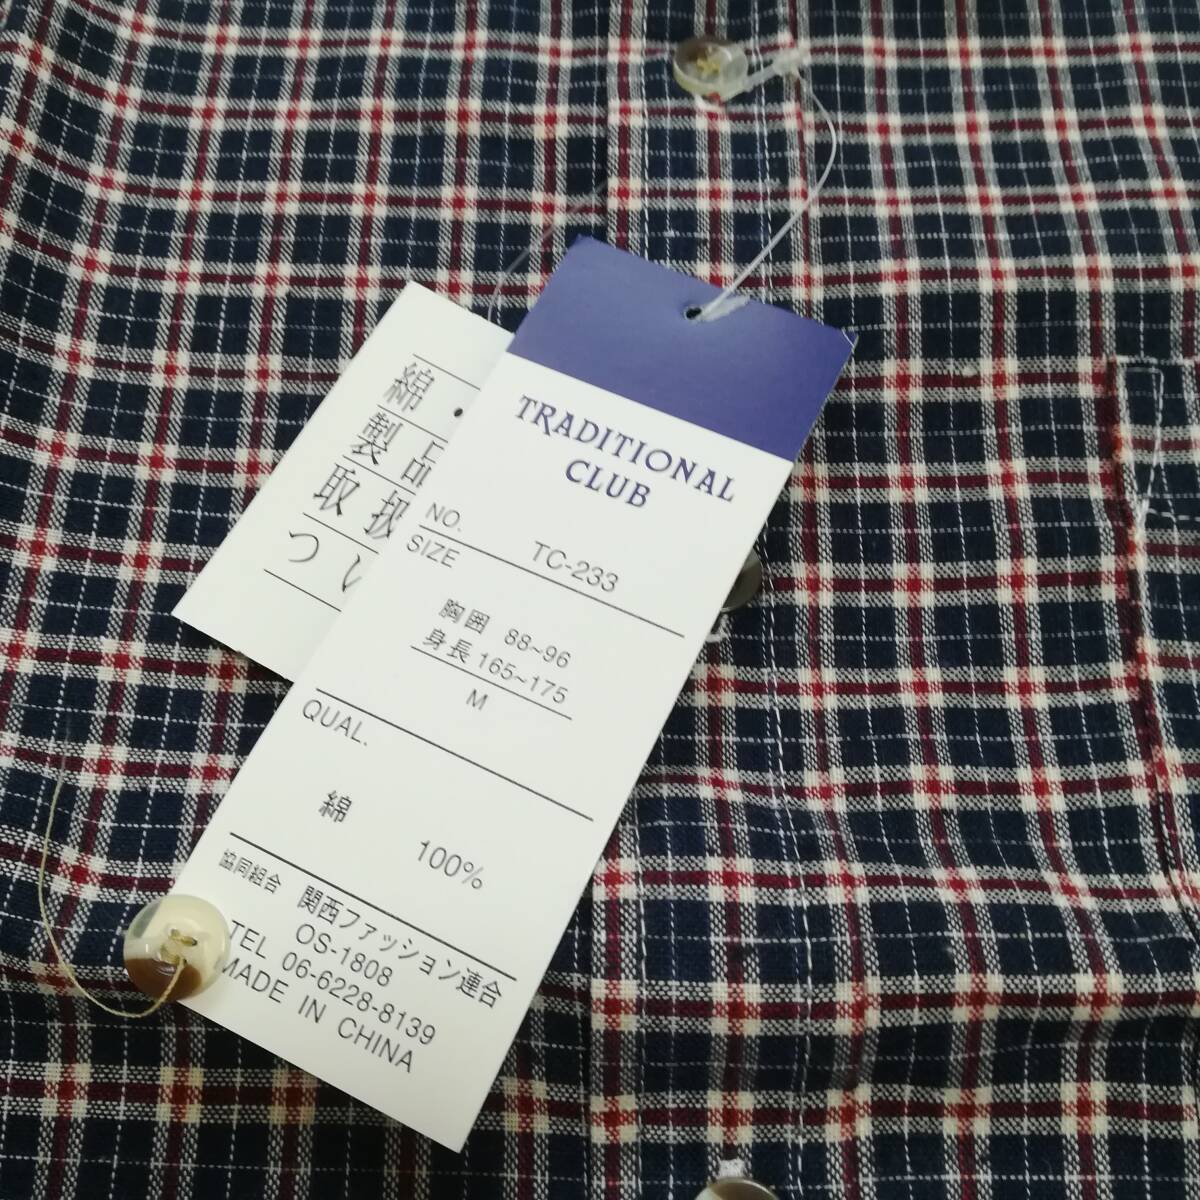 綿・
製品
取扱
つい
TRADITIONAL
CLUB
NO. TC-233
SIZE
胸囲 88~96
身長 165~175
M
QUAL.
綿 100%
協同組合 関西ファッション連合
OS-1808
TEL 06-6228-8139
MADE IN CHINA